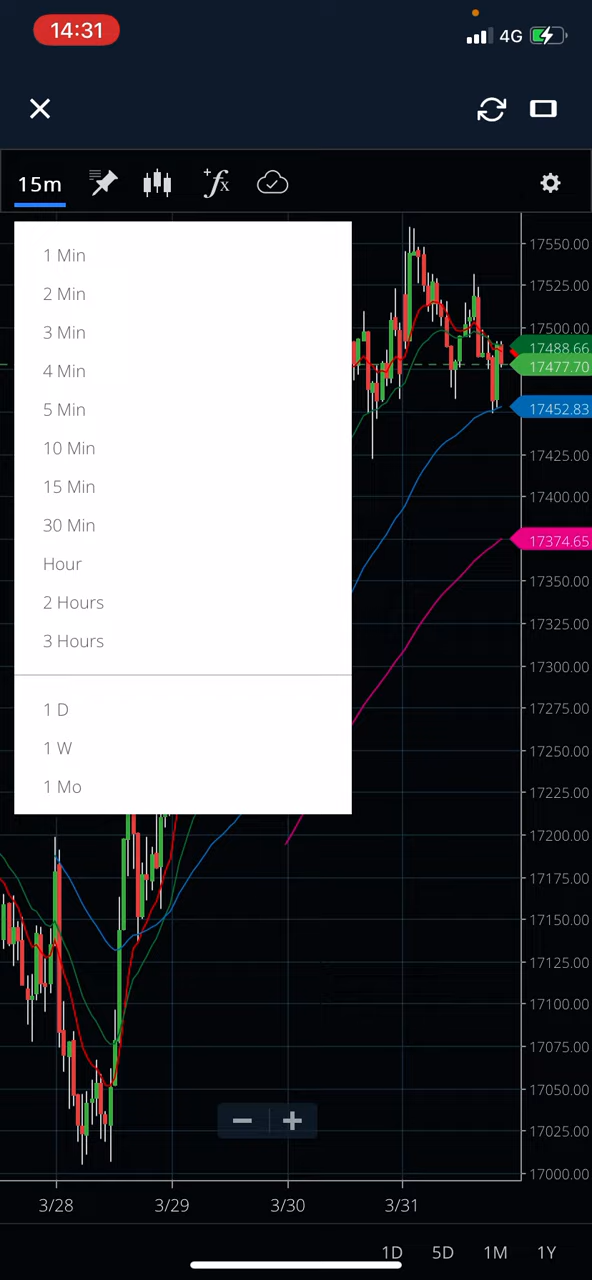 14:31
4G
15m
fx
1 Min
2 Min
3 Min
4 Min
5 Min
10 Min
15 Min
30 Min
Hour
2 Hours
3 Hours
1 D
1 W
1 Mo
17550.00
17525.00
17500.00
17488.66
17477.70
17452.83
17425.00
17400.00
17374.65
17350.00
17325.00
17300.00
17275.00
17250.00
17225.00
17200.00
17175.00
17150.00
17125.00
17100.00
17075.00
17050.00
17025.00
17000.00
3/28 3/29 3/30 3/31
1D 5D 1M 1Y